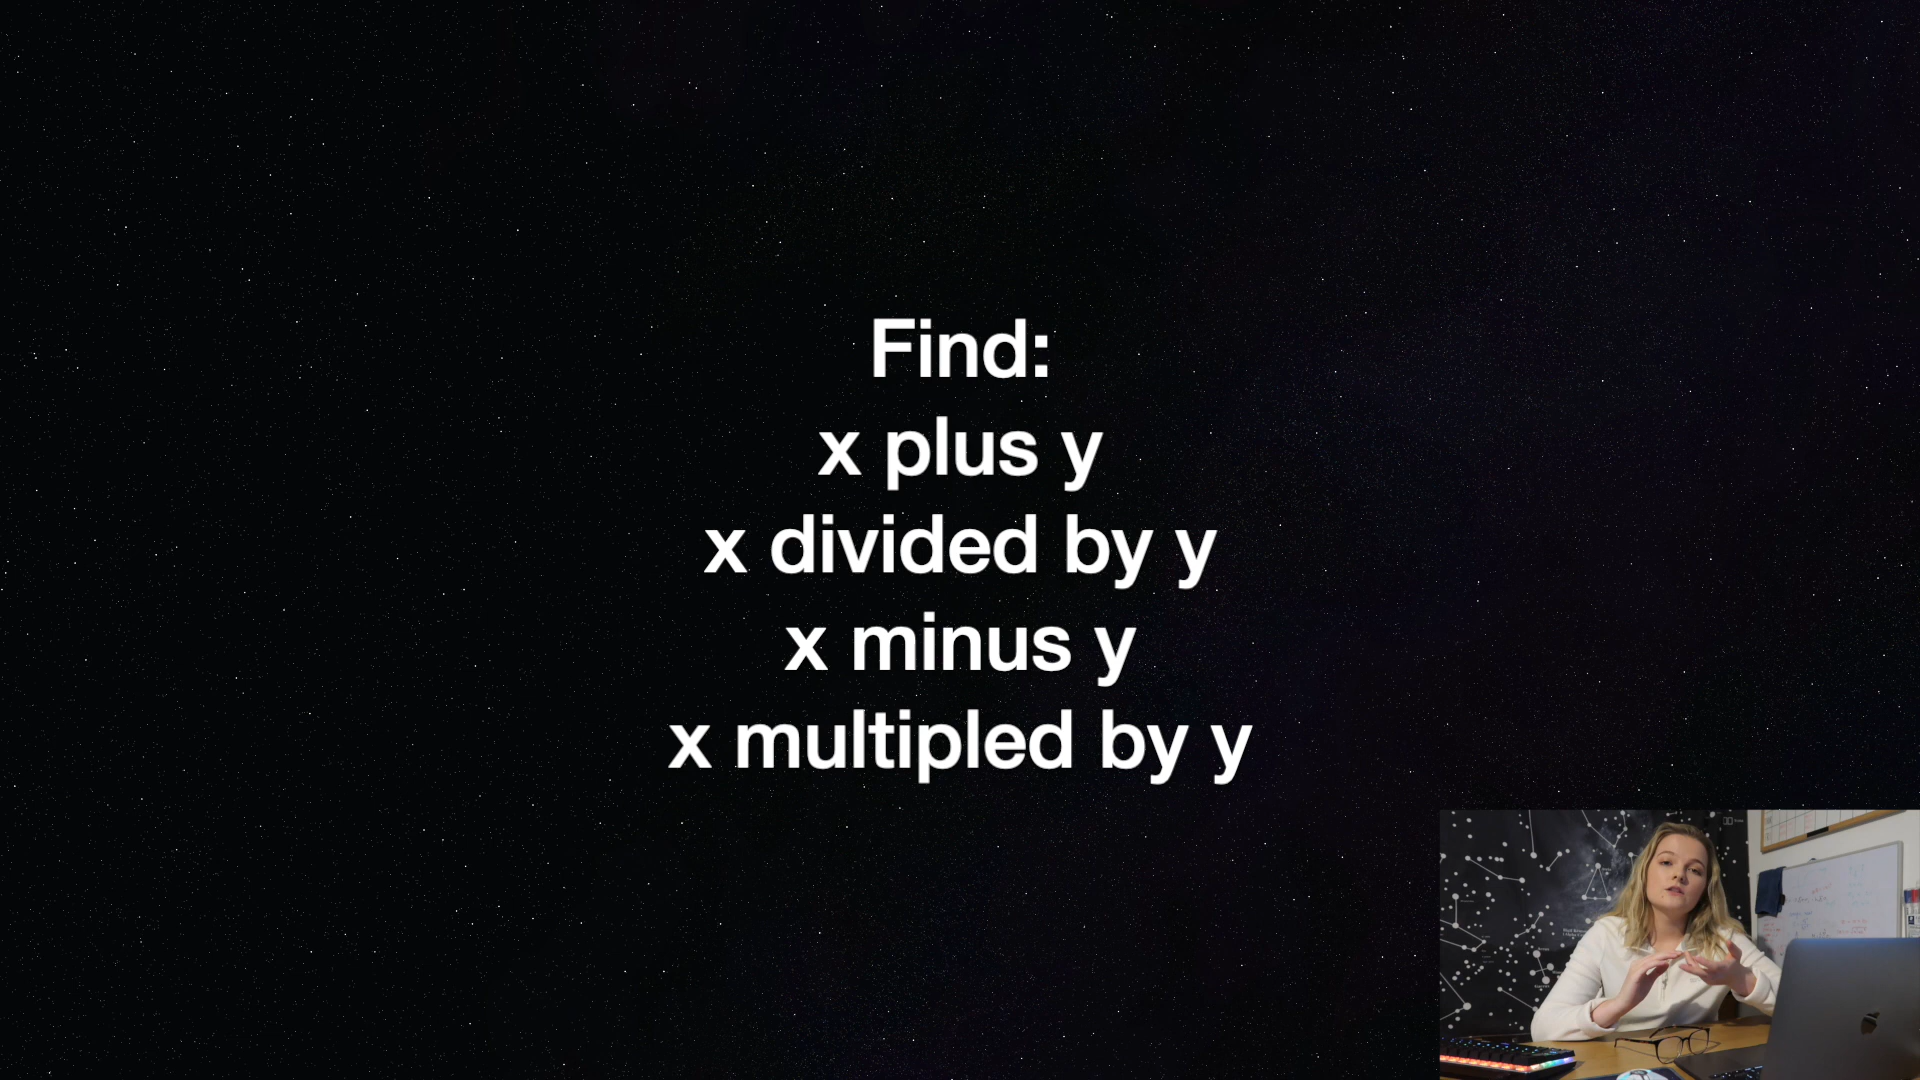 Find:
x plus y
x divided by y
x minus y
x multipled by y